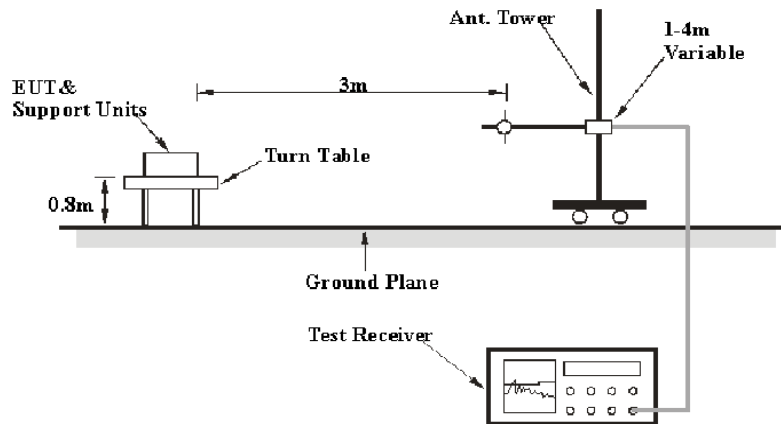 Ant. Tower
1-4m
Variable
EUT&
Support Units
3m
Turn Table
0.8m
Ground Plane
Test Receiver